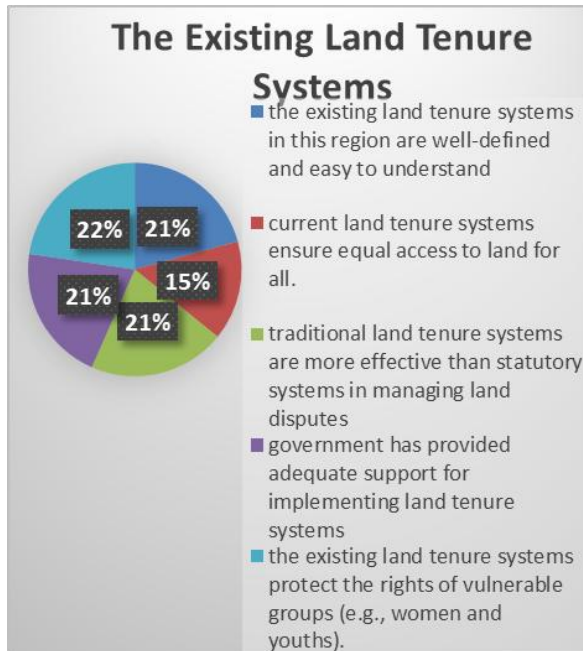 The Existing Land Tenure
Systems
the existing land tenure systems
in this region are well-defined
and easy to understand
current land tenure systems
ensure equal access to land for
all.
traditional land tenure systems
are more effective than statutory
systems in managing land
disputes
government has provided
adequate support for
implementing land tenure
systems
the existing land tenure systems
protect the rights of vulnerable
groups (e.g., women and
youths).
22%
21%
15%
21%
21%